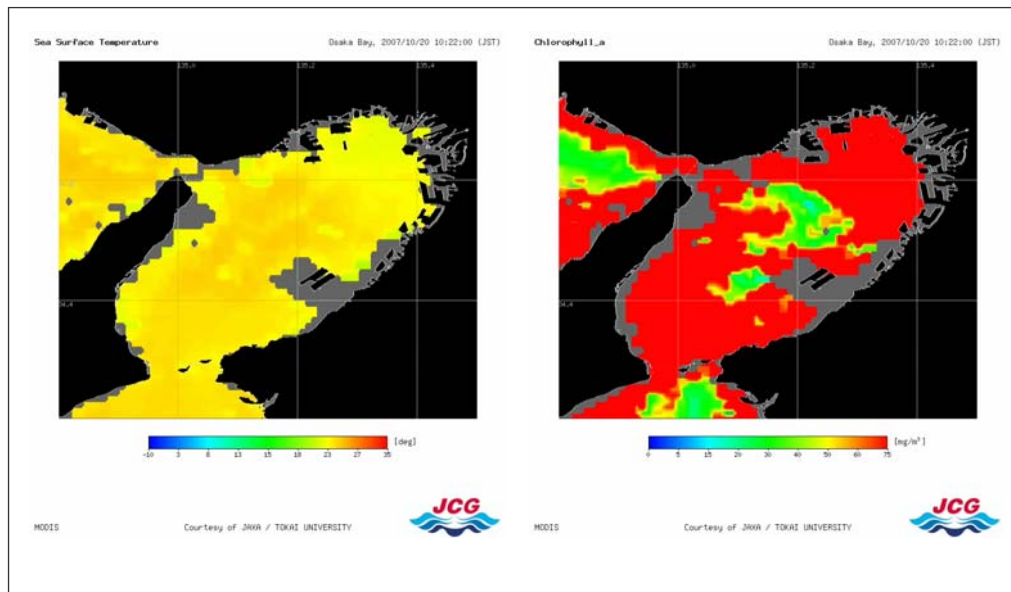 Sea Surface Temperature
Osaka Bay, 2007/10/20 10:22:00 (JST)
135.0 135.2 135.4
34.4
-10 3 8 13 15 18 23 27 35 [deg]
MODIS
Courtesy of JAXA / TOKAI UNIVERSITY
JCG
Chlorophyll_a
Osaka Bay, 2007/10/20 10:22:00 (JST)
135.0 135.2 135.4
0 5 15 20 30 40 50 60 75 [mg/m³]
MODIS
Courtesy of JAXA / TOKAI UNIVERSITY
JCG